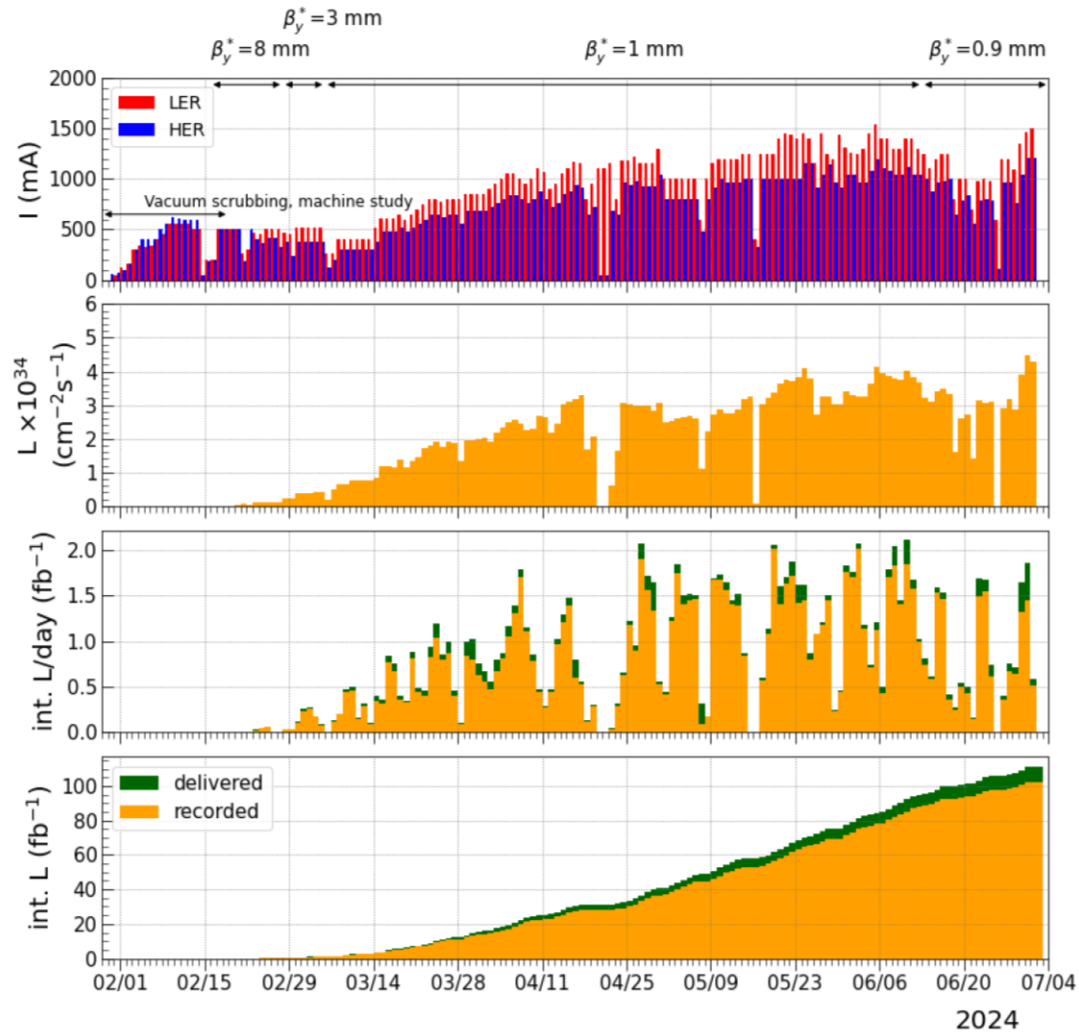 β*y=3 mm
β*y=8 mm β*y=1 mm β*y=0.9 mm
2000
1500
1000
500
0
I (mA)
LER
HER
Vacuum scrubbing, machine study
6
5
4
3
2
1
0
L ×10³⁴
(cm⁻²s⁻¹)
2.0
1.5
1.0
0.5
0.0
int. L/day (fb⁻¹)
100
80
60
40
20
0
int. L (fb⁻¹)
delivered
recorded
02/01 02/15 02/29 03/14 03/28 04/11 04/25 05/09 05/23 06/06 06/20 07/04
2024